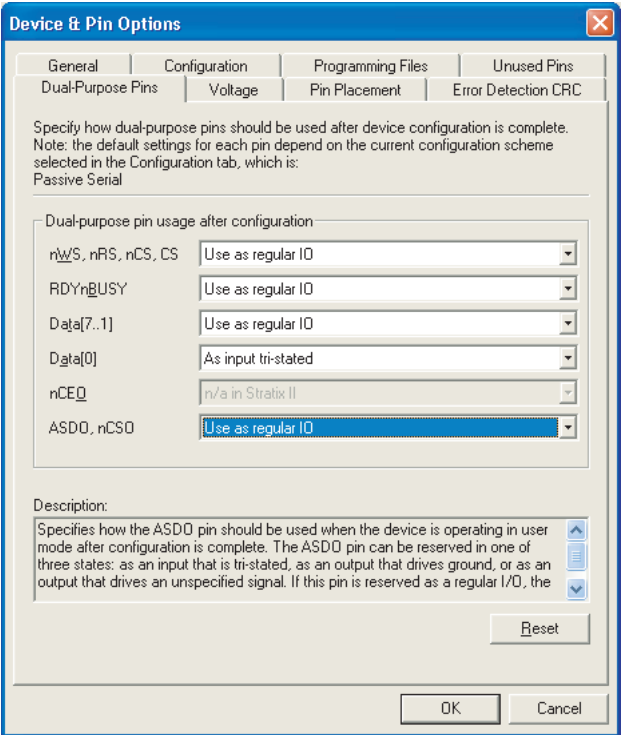 Device & Pin Options
General Configuration Programming Files Unused Pins
Dual-Purpose Pins Voltage Pin Placement Error Detection CRC
Specify how dual-purpose pins should be used after device configuration is complete.
Note: the default settings for each pin depend on the current configuration scheme
selected in the Configuration tab, which is:
Passive Serial
Dual-purpose pin usage after configuration
nWS, nRS, nCS, CS Use as regular IO
RDYnBUSY Use as regular IO
Data[7..1] Use as regular IO
Data[0] As input tri-stated
nCEO n/a in Stratix II
ASDO, nCSO Use as regular IO
Description:
Specifies how the ASDO pin should be used when the device is operating in user
mode after configuration is complete. The ASDO pin can be reserved in one of
three states: as an input that is tri-stated, as an output that drives ground, or as an
output that drives an unspecified signal. If this pin is reserved as a regular I/O, the
Reset
OK Cancel